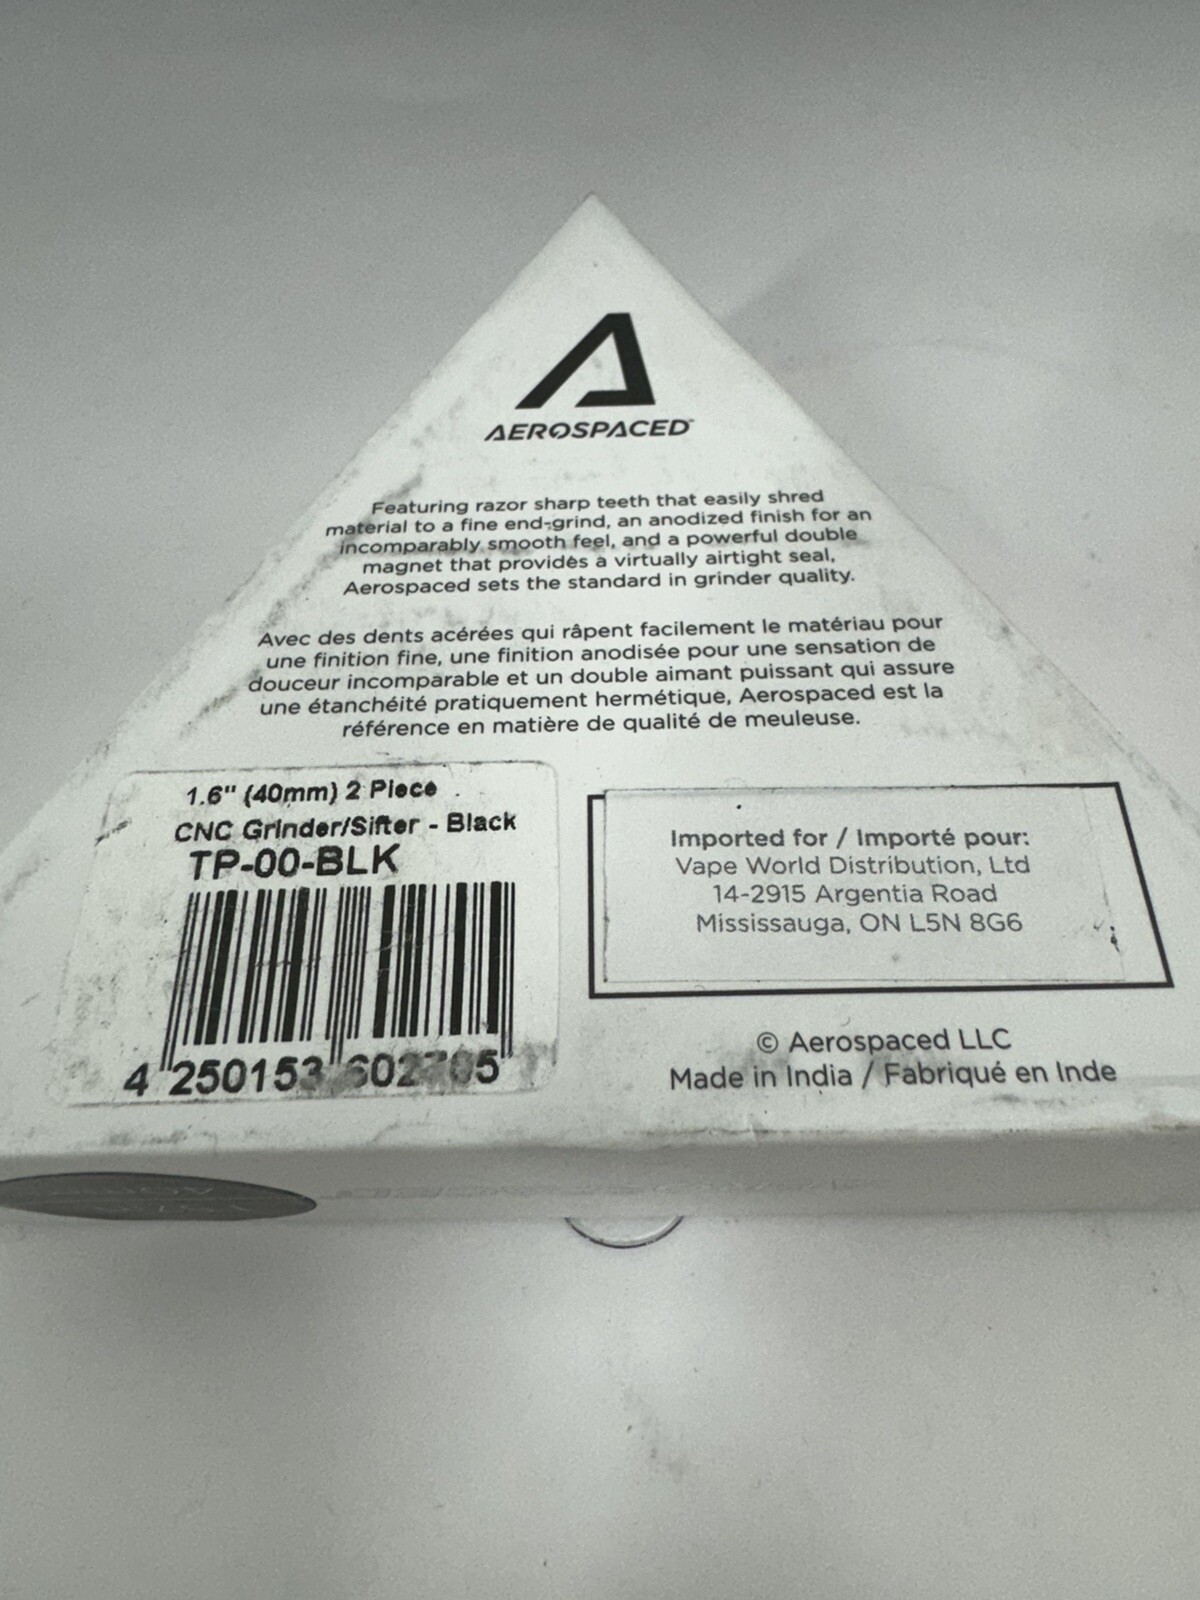 AEROSPACED
Featuring razor sharp teeth that easily shred
material to a fine end-grind, an anodized finish for an
incomparably smooth feel, and a powerful double
magnet that provides a virtually airtight seal,
Aerospaced sets the standard in grinder quality.
Avec des dents acérées qui râpent facilement le matériau pour
une finition fine, une finition anodisée pour une sensation de
douceur incomparable et un double aimant puissant qui assure
une étanchéité pratiquement hermétique, Aerospaced est la
référence en matière de qualité de meuleuse.
1.6" (40mm) 2 Piece
CNC Grinder/Sifter - Black
TP-00-BLK
4 250153
Imported for / Importé pour:
Vape World Distribution, Ltd
14-2915 Argentia Road
Mississauga, ON L5N 8G6
© Aerospaced LLC
Made in India / Fabriqué en Inde